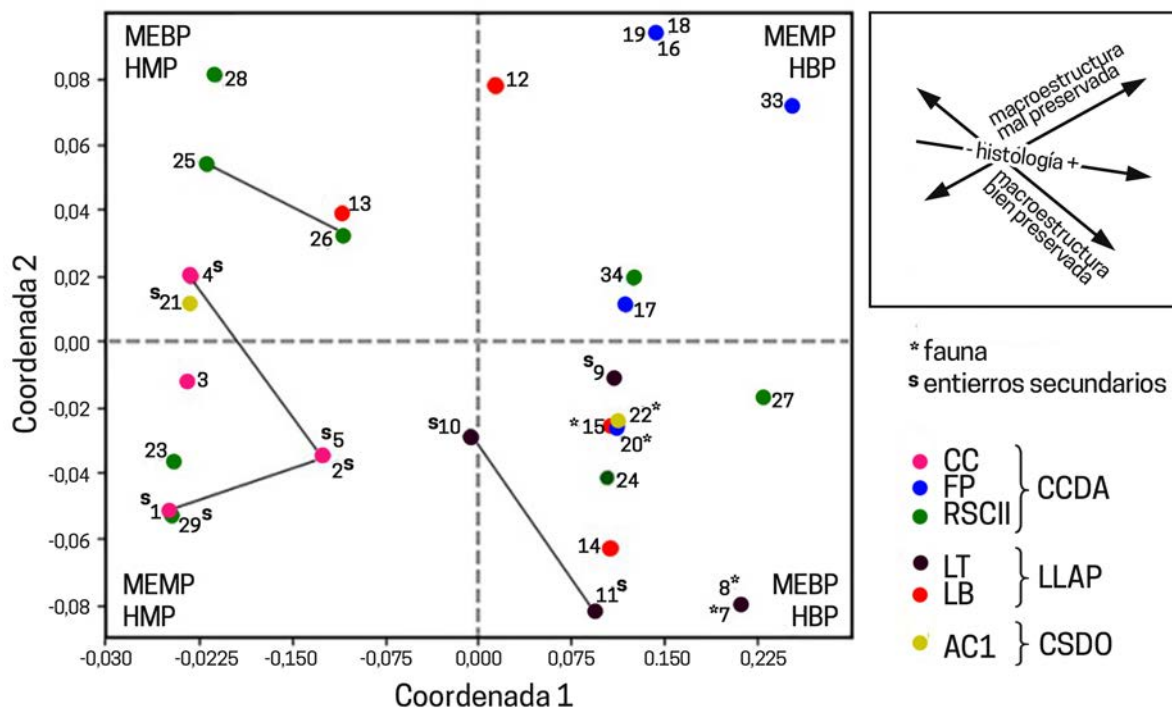 MEBP
HMP
MEMP
HBP
19
18
16
12
33
28
25
13
26
4s
s21
34
17
3
s9
27
s10
* 15
22*
20*
s5
2s
23
24
s1
29s
14
11s
8*
*7
MEMP
HMP
MEBP
HBP
0,08
0,06
0,04
0,02
0,00
-0,02
-0,04
-0,06
-0,08
Coordenada 2
-0,030
-0,0225
-0,150
-0,075
0,000
0,075
0,150
0,225
Coordenada 1
macroestructura
mal preservada
- histología +
macroestructura
bien preservada
* fauna
s entierros secundarios
CC
FP
RSCII
CCDA
LT
LB
LLAP
AC1
CSDO